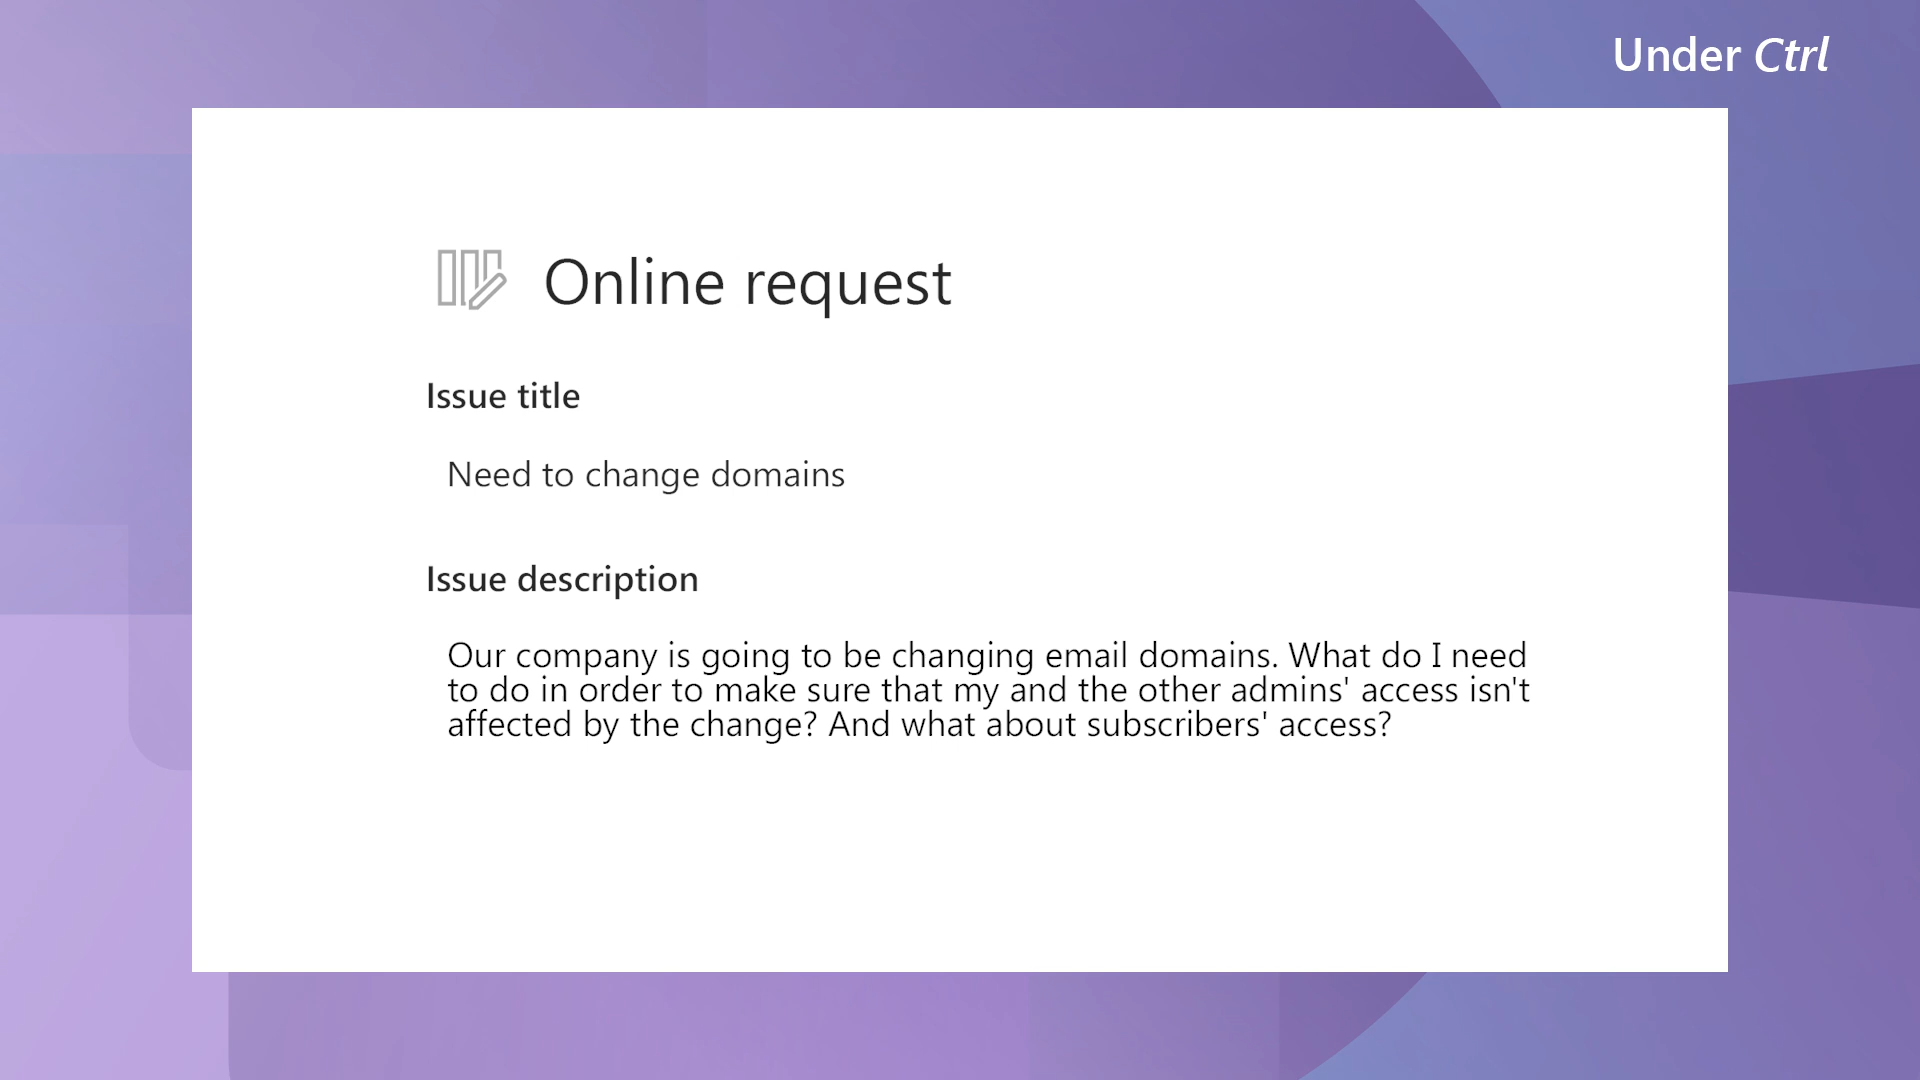 Under Ctrl
Online request
Issue title
Need to change domains
Issue description
Our company is going to be changing email domains. What do I need
to do in order to make sure that my and the other admins' access isn't
affected by the change? And what about subscribers' access?